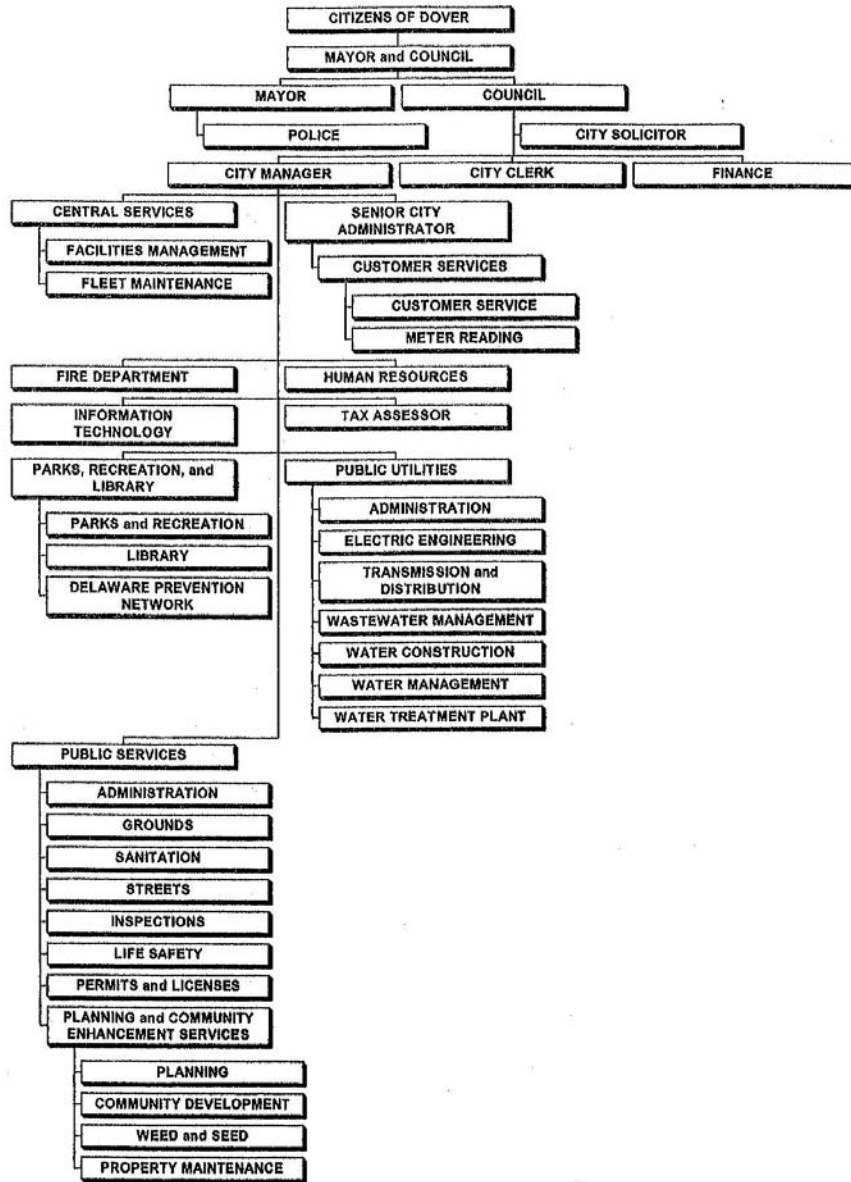 CITIZENS OF DOVER
MAYOR and COUNCIL
MAYOR
COUNCIL
POLICE
CITY SOLICITOR
CITY MANAGER
CITY CLERK
FINANCE
CENTRAL SERVICES
SENIOR CITY
ADMINISTRATOR
FACILITIES MANAGEMENT
FLEET MAINTENANCE
CUSTOMER SERVICES
CUSTOMER SERVICE
METER READING
FIRE DEPARTMENT
HUMAN RESOURCES
INFORMATION
TECHNOLOGY
TAX ASSESSOR
PARKS, RECREATION, and
LIBRARY
PUBLIC UTILITIES
PARKS and RECREATION
LIBRARY
DELAWARE PREVENTION
NETWORK
ADMINISTRATION
ELECTRIC ENGINEERING
TRANSMISSION and
DISTRIBUTION
WASTEWATER MANAGEMENT
WATER CONSTRUCTION
WATER MANAGEMENT
WATER TREATMENT PLANT
PUBLIC SERVICES
ADMINISTRATION
GROUNDS
SANITATION
STREETS
INSPECTIONS
LIFE SAFETY
PERMITS and LICENSES
PLANNING and COMMUNITY
ENHANCEMENT SERVICES
PLANNING
COMMUNITY DEVELOPMENT
WEED and SEED
PROPERTY MAINTENANCE